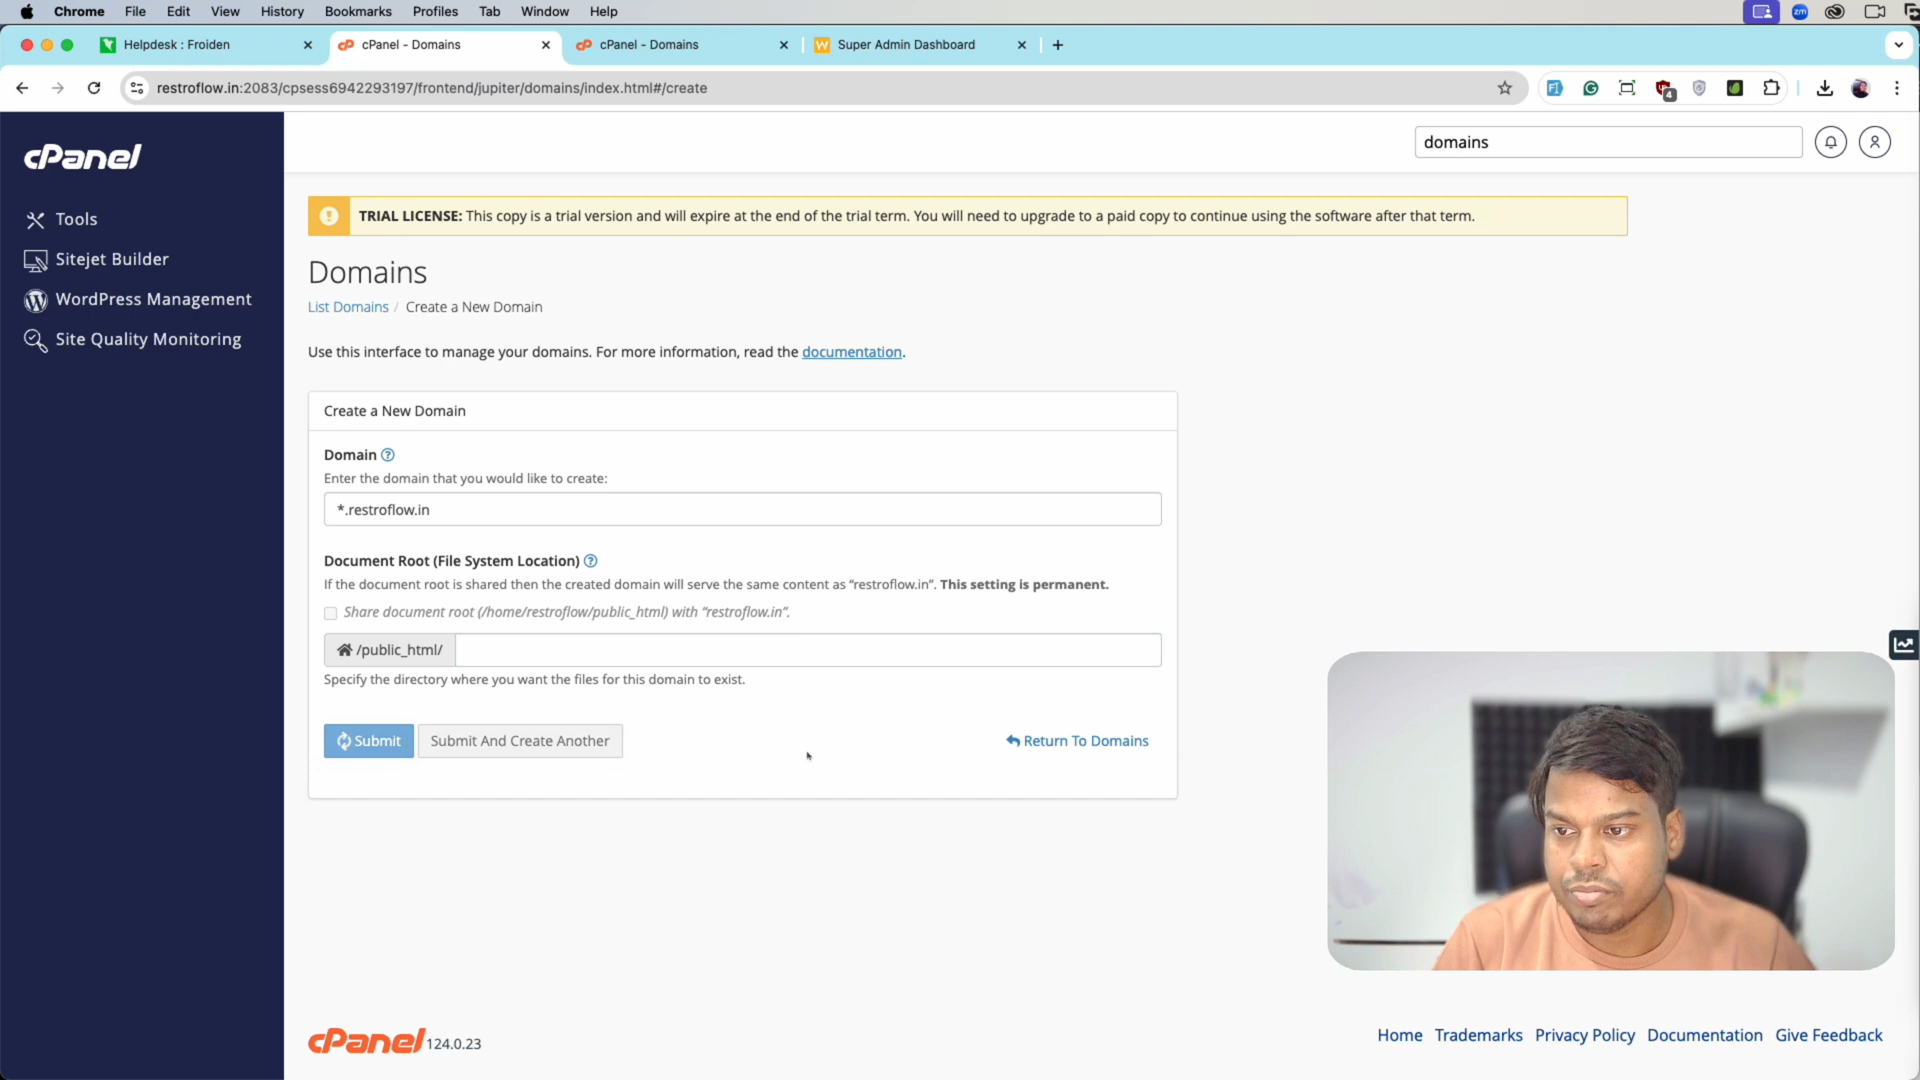 Chrome File Edit View History Bookmarks Profiles Tab Window Help
zm
Helpdesk : Froiden
cPanel - Domains
cPanel - Domains
Super Admin Dashboard
restroflow.in:2083/cpsess6942293197/frontend/jupiter/domains/index.html#/create
4
cPanel
domains
Tools
Sitejet Builder
WordPress Management
Site Quality Monitoring
TRIAL LICENSE: This copy is a trial version and will expire at the end of the trial term. You will need to upgrade to a paid copy to continue using the software after that term.
Domains
List Domains / Create a New Domain
Use this interface to manage your domains. For more information, read the documentation.
Create a New Domain
Domain
Enter the domain that you would like to create:
*.restroflow.in
Document Root (File System Location)
If the document root is shared then the created domain will serve the same content as “restroflow.in”. This setting is permanent.
Share document root (/home/restroflow/public_html) with “restroflow.in”.
/public_html/
Specify the directory where you want the files for this domain to exist.
Submit Submit And Create Another Return To Domains
cPanel 124.0.23
Home Trademarks Privacy Policy Documentation Give Feedback